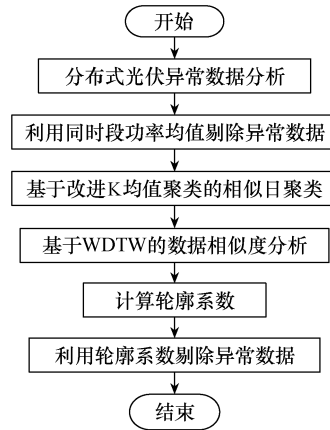 开始
分布式光伏异常数据分析
利用同时段功率均值剔除异常数据
基于改进K均值聚类的相似日聚类
基于WDTW的数据相似度分析
计算轮廓系数
利用轮廓系数剔除异常数据
结束